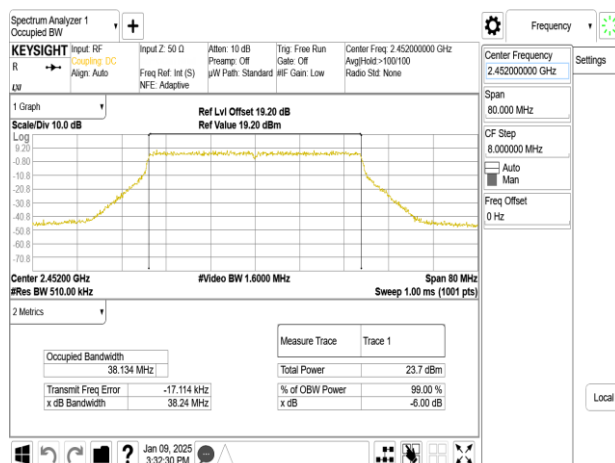 Spectrum Analyzer 1
Occupied BW
Frequency
KEYSIGHT
R
Input: RF
Coupling: DC
Align: Auto
Input Z: 50 Ω
Freq Ref: Int (S)
NFE: Adaptive
Atten: 10 dB
Preamp: Off
µW Path: Standard
Trig: Free Run
Gate: Off
#IF Gain: Low
Center Freq: 2.452000000 GHz
Avg|Hold:>100/100
Radio Std: None
Center Frequency
2.452000000 GHz
Settings
Span
80.000 MHz
CF Step
8.000000 MHz
Auto
Man
Freq Offset
0 Hz
Local
1 Graph
Scale/Div 10.0 dB
Ref Lvl Offset 19.20 dB
Ref Value 19.20 dBm
Log
9.20
-0.80
-10.8
-20.8
-30.8
-40.8
-50.8
-60.8
-70.8
Center 2.45200 GHz
#Video BW 1.6000 MHz
Span 80 MHz
#Res BW 510.00 kHz
Sweep 1.00 ms (1001 pts)
2 Metrics
Measure Trace Trace 1
Occupied Bandwidth
38.134 MHz
Total Power 23.7 dBm
Transmit Freq Error -17.114 kHz
% of OBW Power 99.00 %
x dB Bandwidth 38.24 MHz
x dB -6.00 dB
Jan 09, 2025
3:32:30 PM